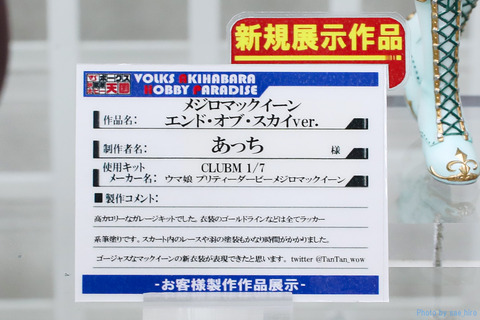 新規展示作品
ホークス
天国
VOLKS AKIHABARA
HOBBY PARADISE
メジロマックイーン
作品名: エンド・オブ・スカイver.
制作者名: あっち 様
使用キット CLUBM 1/7
メーカー名: ウマ娘 プリティーダービーメジロマックイーン
■製作コメント:
高カロリーなガレージキットでした。衣装のゴールドラインなどは全てラッカー
系筆塗りです。スカート内のレースや羽の塗装もかなり時間がかかりました。
ゴージャスなマックイーンの新衣装が表現できたと思います。 twitter @TanTan_wow
-お客様製作作品展示-